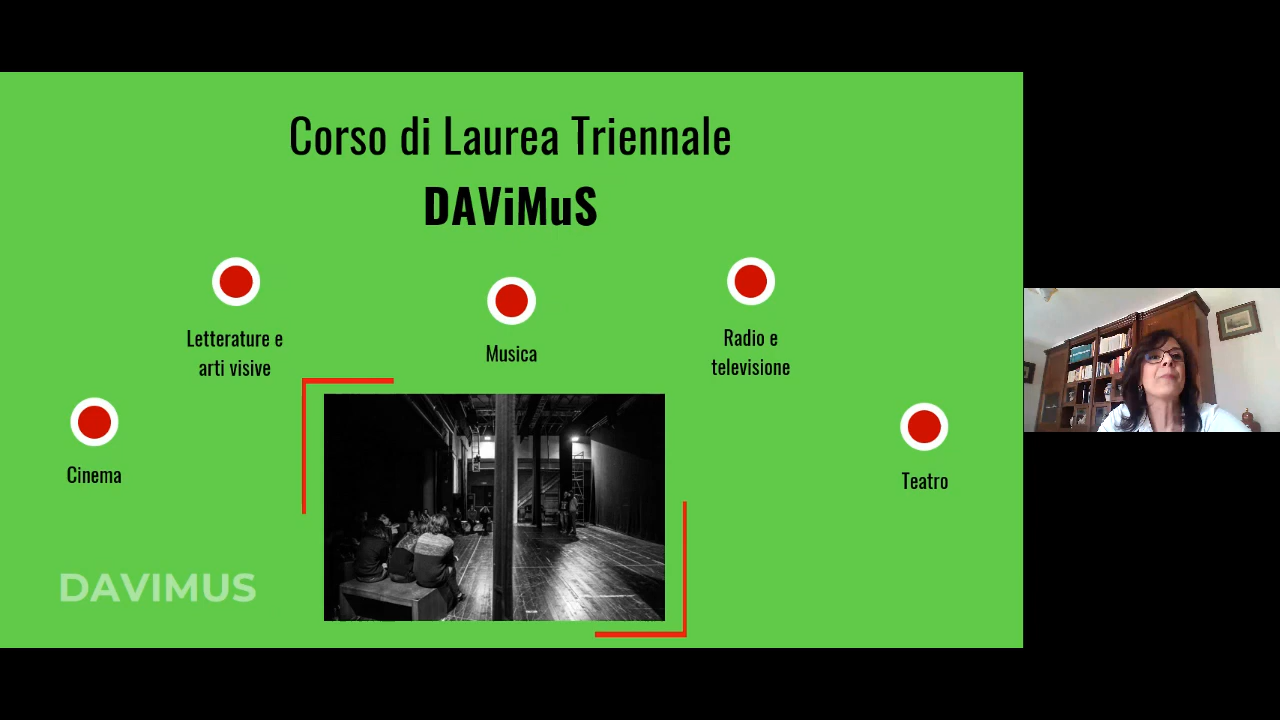 Corso di Laurea Triennale
DAViMuS
Letterature e
arti visive
Musica
Radio e
televisione
Cinema
Teatro
DAVIMUS